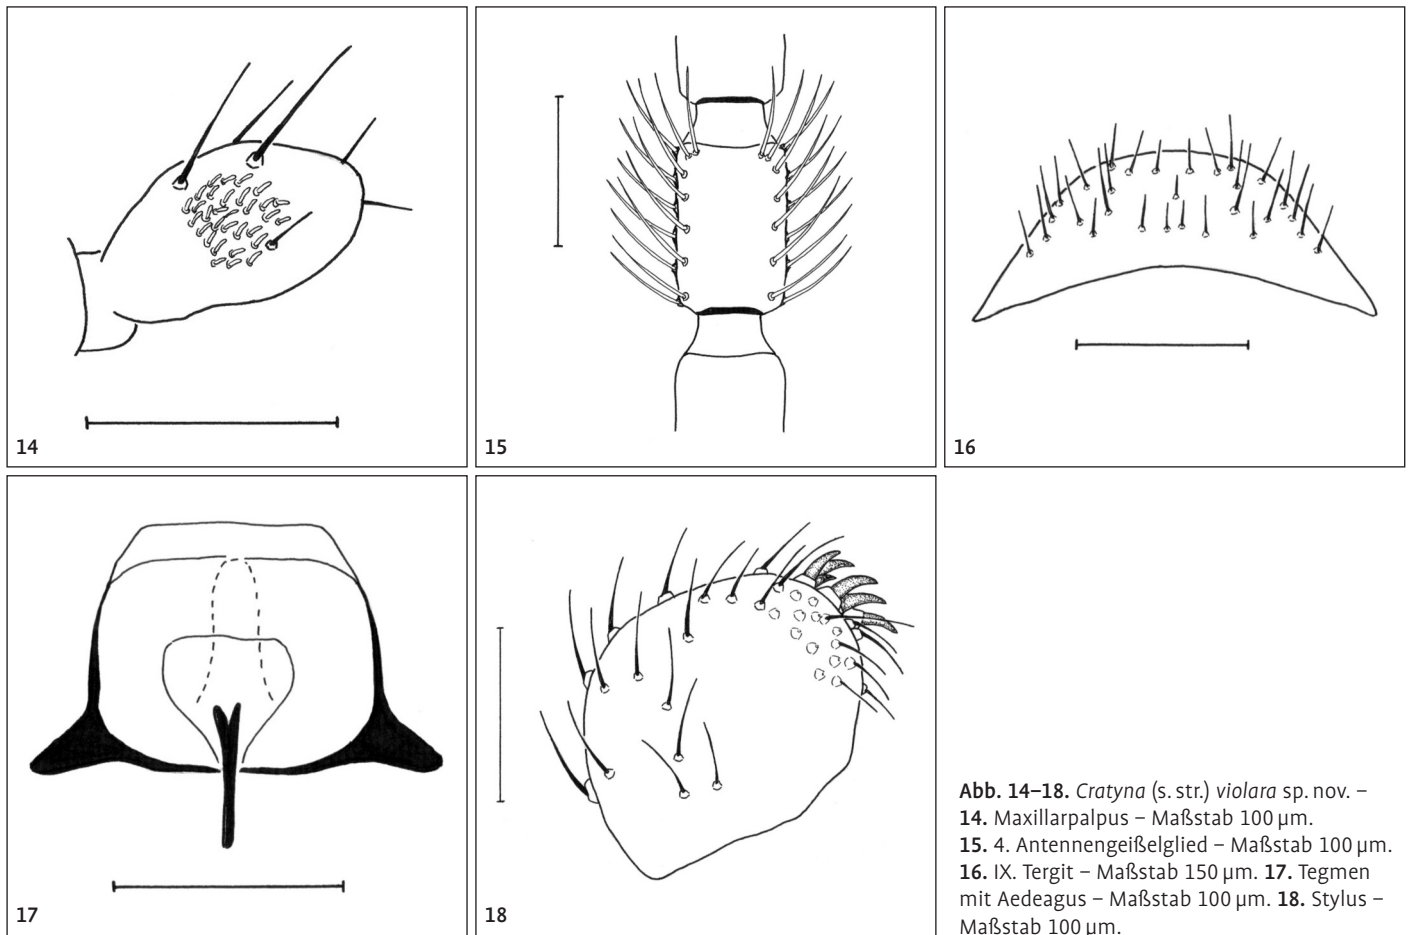 14
15
16
17
18
Abb. 14–18. Cratyna (s. str.) violara sp. nov. –
14. Maxillarpalpus – Maßstab 100 µm.
15. 4. Antennengeißelglied – Maßstab 100 µm.
16. IX. Tergit – Maßstab 150 µm. 17. Tegmen
mit Aedeagus – Maßstab 100 µm. 18. Stylus –
Maßstab 100 µm.